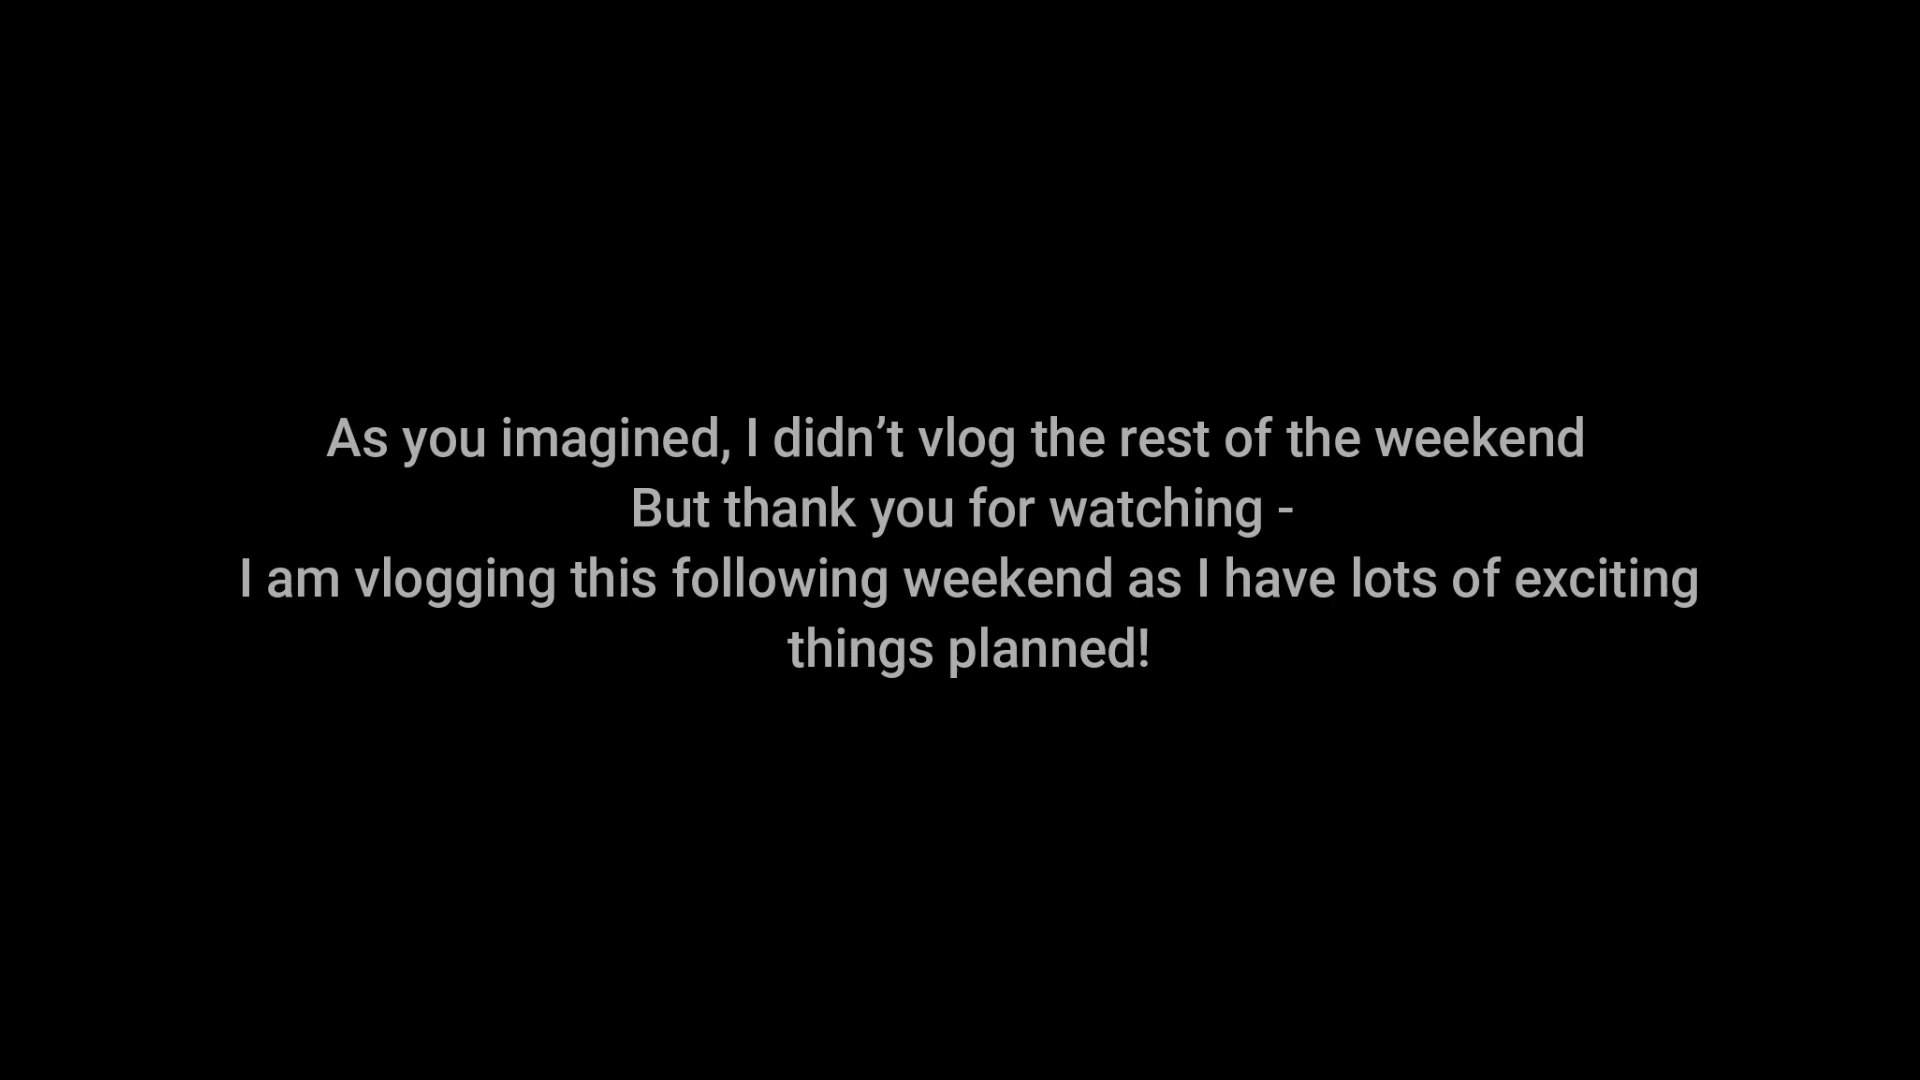 As you imagined, I didn’t vlog the rest of the weekend
But thank you for watching -
I am vlogging this following weekend as I have lots of exciting
things planned!